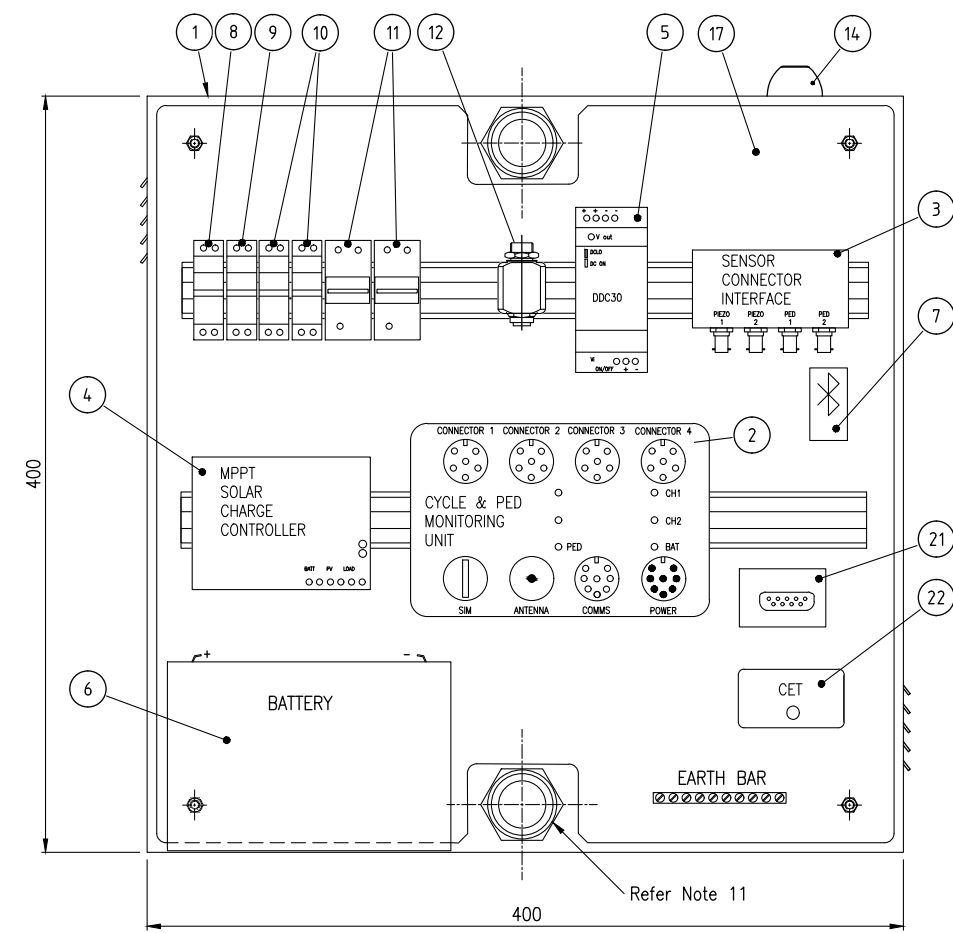 1
8
9
10
11
12
5
17
14
3
7
4
2
21
22
6
400
400
+ + - -
V out
DCLO
DC ON
DDC30
Vi
ON/OFF + -
SENSOR
CONNECTOR
INTERFACE
PIEZO 1
PIEZO 2
PED 1
PED 2
MPPT
SOLAR
CHARGE
CONTROLLER
BATT PV LOAD
CONNECTOR 1 CONNECTOR 2 CONNECTOR 3 CONNECTOR 4
CYCLE & PED
MONITORING
UNIT
CH1
CH2
PED
BAT
SIM ANTENNA COMMS POWER
+ -
BATTERY
CET
EARTH BAR
Refer Note 11